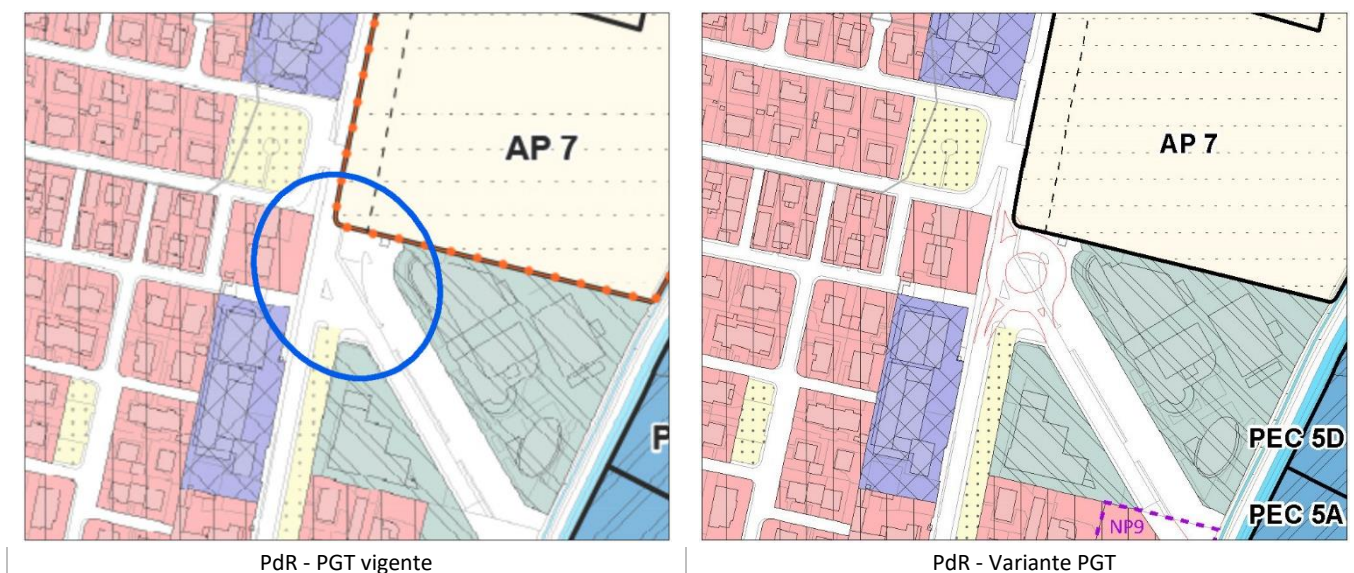 AP 7
P
PdR - PGT vigente
AP 7
PEC 5D
PEC 5A
NP9
PdR - Variante PGT